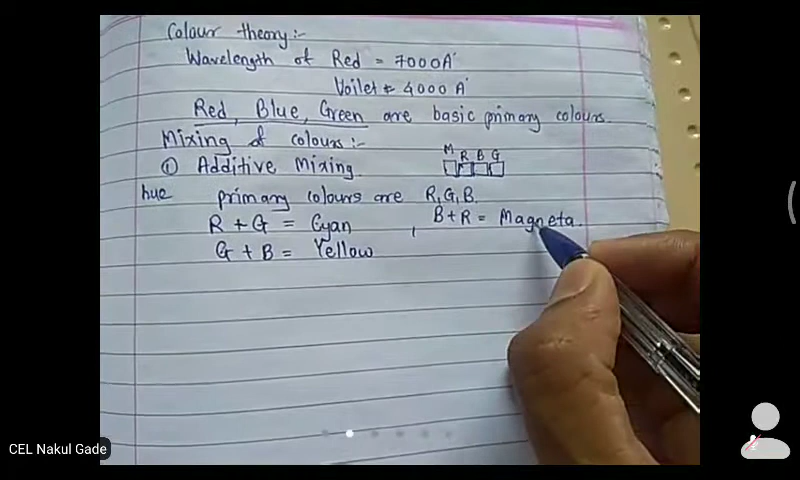 Colour theory:-
Wavelength of Red = 7000A°
Voilet = 4000 A°
Red, Blue, Green are basic primary colours.
Mixing of colours:-
① Additive Mixing
M R B G
hue primary colours are R,G,B.
R + G = Cyan , B+R = Magneta.
G + B = Yellow
CEL Nakul Gade